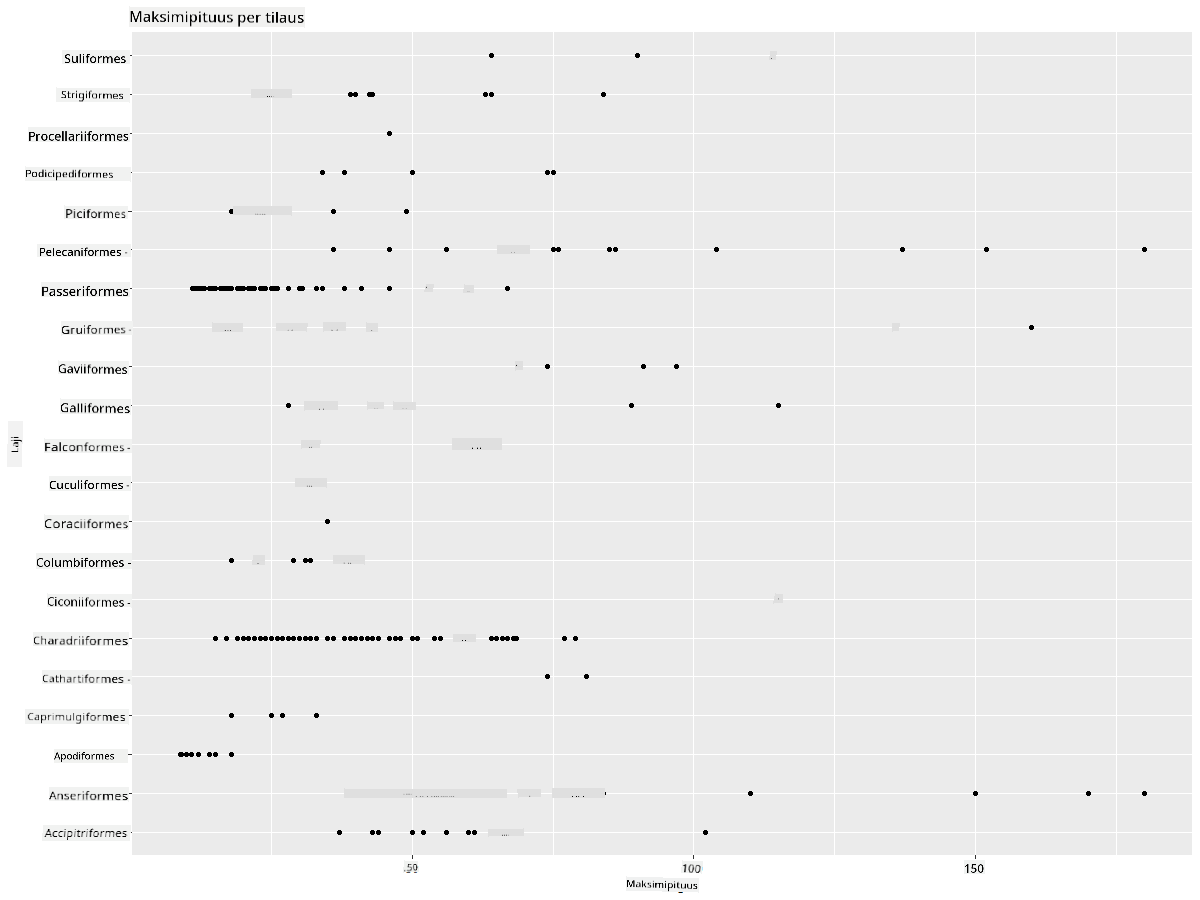 Maksimipituus per tilaus
Suliformes
Strigiformes
Procellariiformes
Podicipediformes
Piciformes
Pelecaniformes
Passeriformes
Gruiformes
Gaviiformes
Galliformes
Laji
Falconformes
Cuculiformes
Coraciiformes
Columbiformes
Ciconiiformes
Charadriiformes
Cathartiformes
Caprimulgiformes
Apodiformes
Anseriformes
Accipitriformes
100 150
Maksimipituus